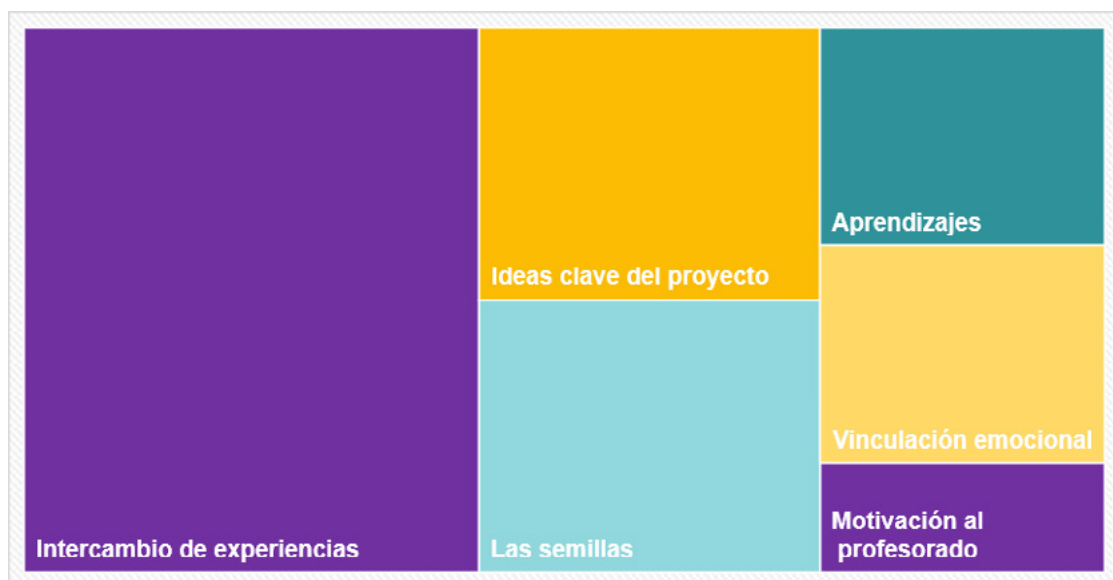 Intercambio de experiencias
Ideas clave del proyecto
Las semillas
Aprendizajes
Vinculación emocional
Motivación al
profesorado